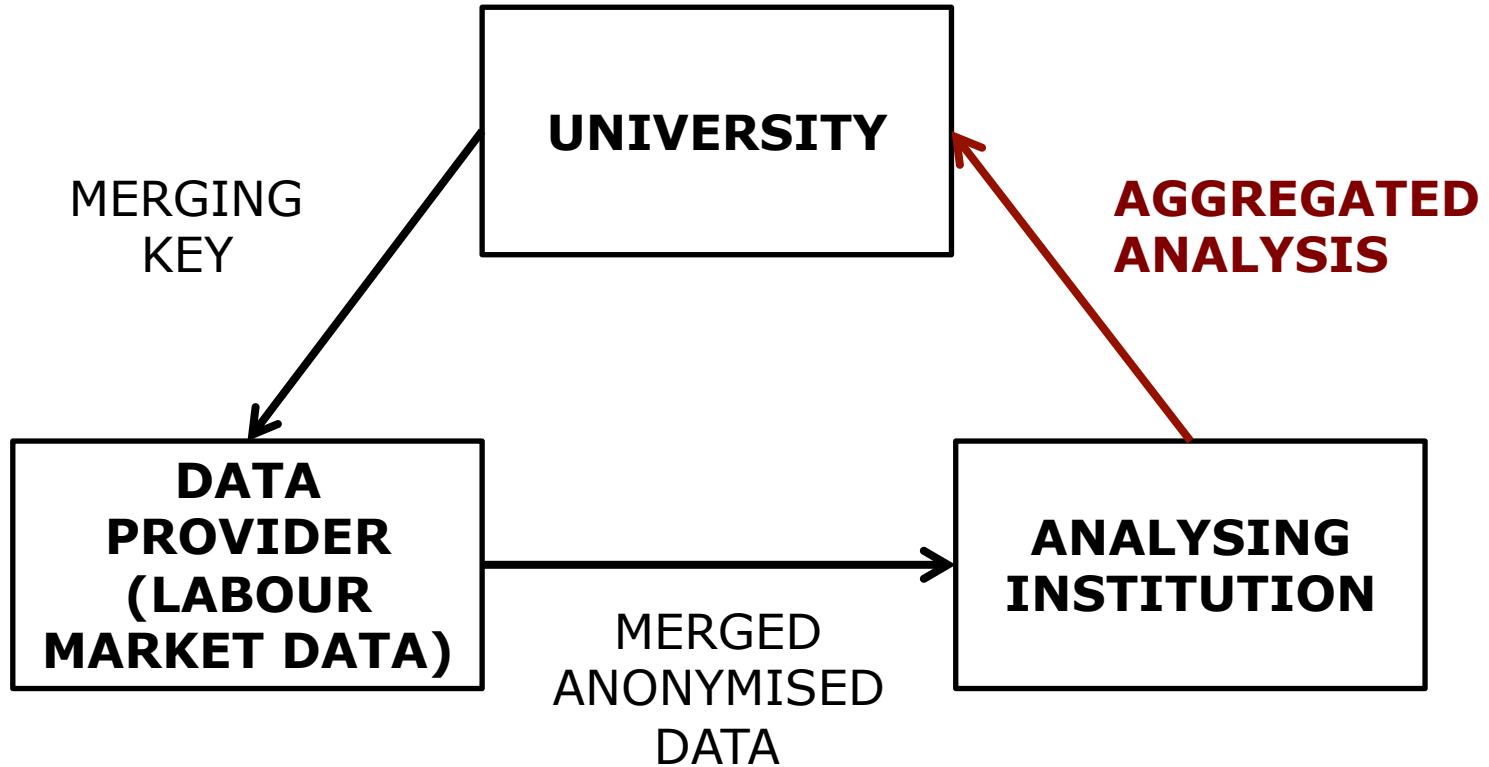 UNIVERSITY
MERGING
KEY
AGGREGATED
ANALYSIS
DATA
PROVIDER
(LABOUR
MARKET DATA)
MERGED
ANONYMISED
DATA
ANALYSING
INSTITUTION